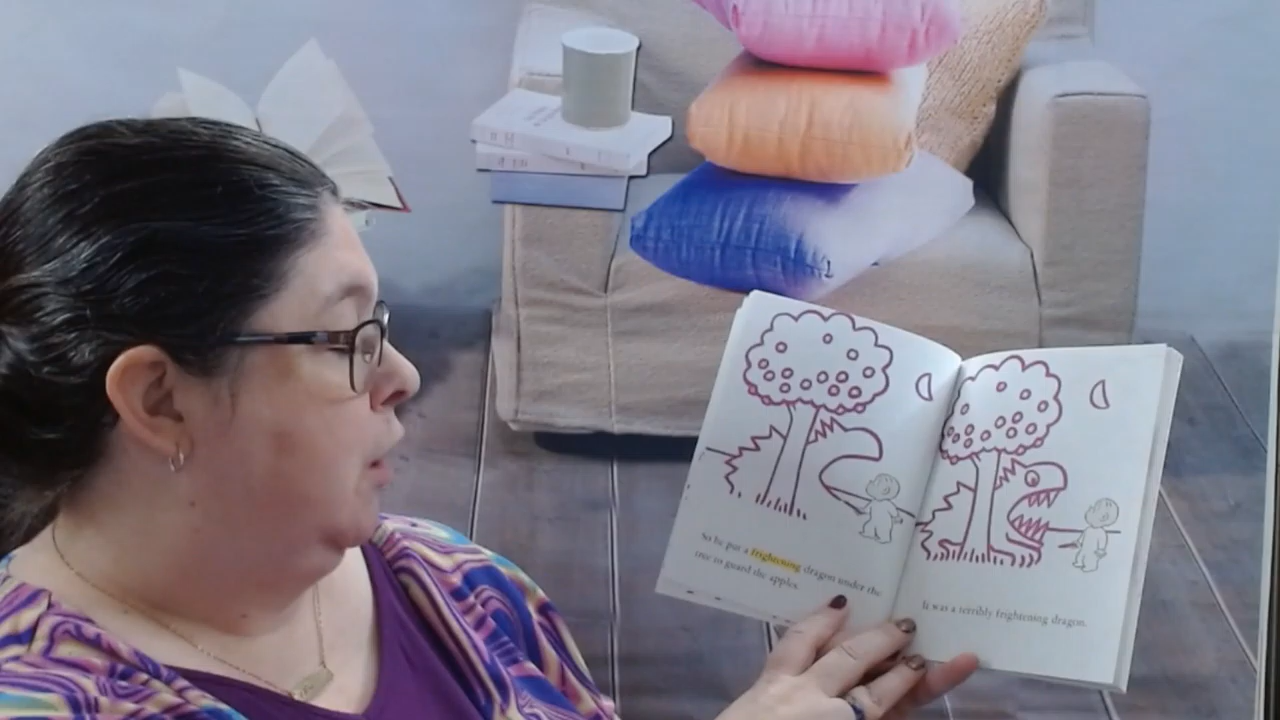 So he put a frightening dragon under the
tree to guard the apples.
It was a terribly frightening dragon.